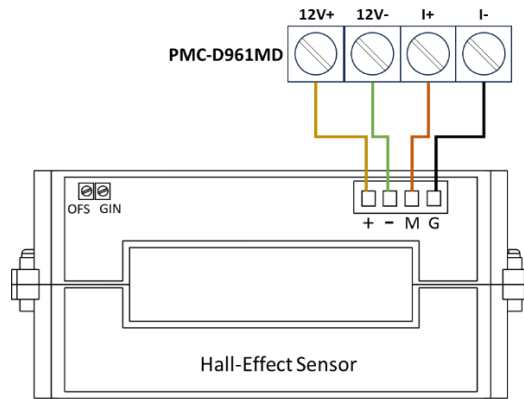 12V+ 12V- I+ I-
PMC-D961MD
OFS GIN
+ − M G
Hall-Effect Sensor